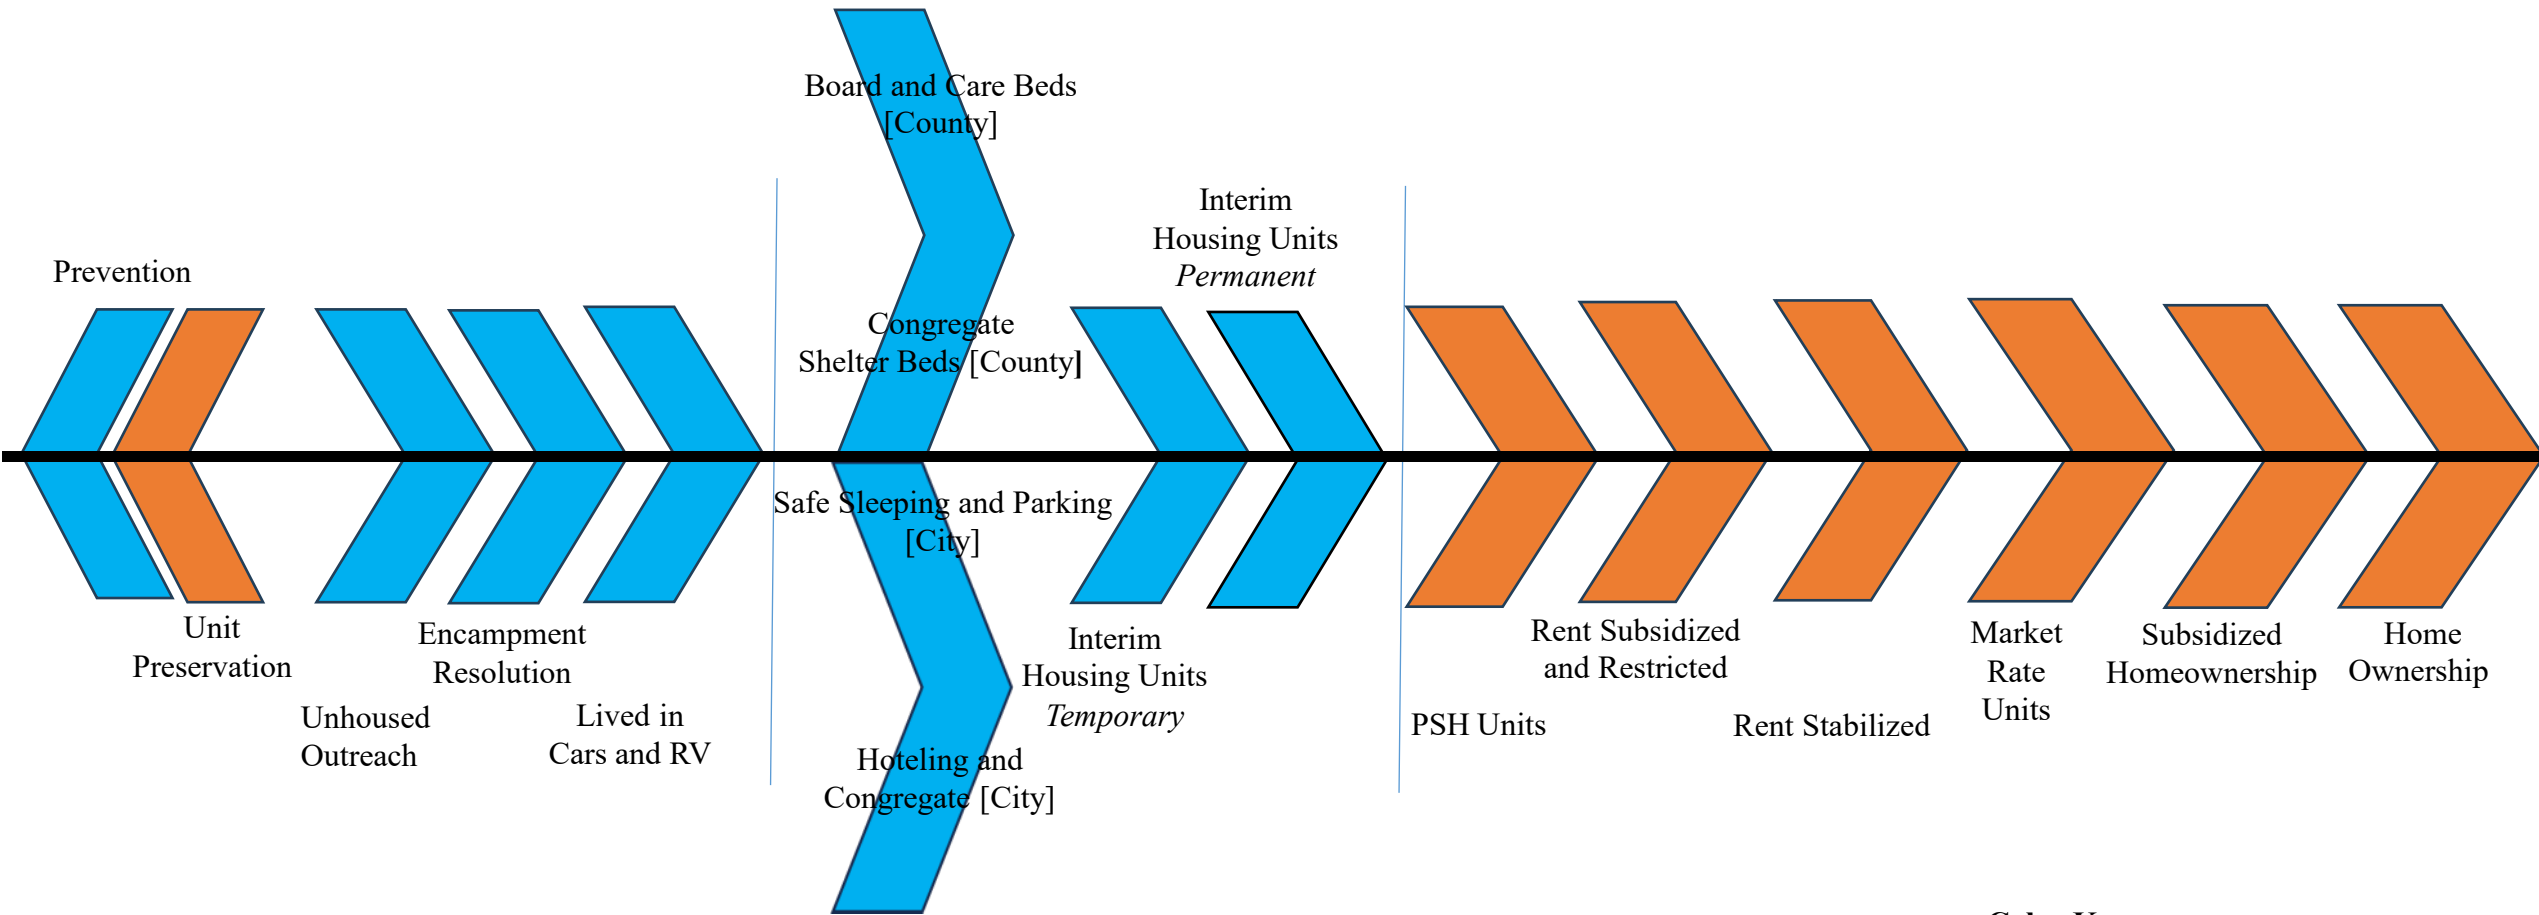 Board and Care Beds
[County]
Interim
Housing Units
Permanent
Prevention
Congregate
Shelter Beds [County]
Safe Sleeping and Parking
[City]
Unit
Preservation
Encampment
Resolution
Unhoused
Outreach
Lived in
Cars and RV
Interim
Housing Units
Temporary
Hoteling and
Congregate [City]
PSH Units
Rent Subsidized
and Restricted
Rent Stabilized
Market
Rate
Units
Subsidized
Homeownership
Home
Ownership